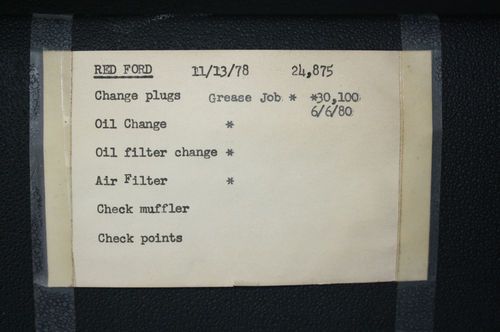 RED FORD 11/13/78 24,875
Change plugs Grease Job * *30,100
6/6/80
Oil Change *
Oil filter change *
Air Filter *
Check muffler
Check points